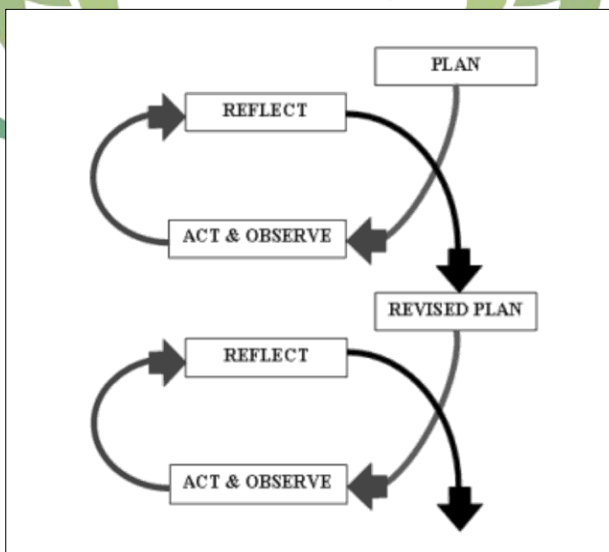 PLAN
REFLECT
ACT & OBSERVE
REVISED PLAN
REFLECT
ACT & OBSERVE